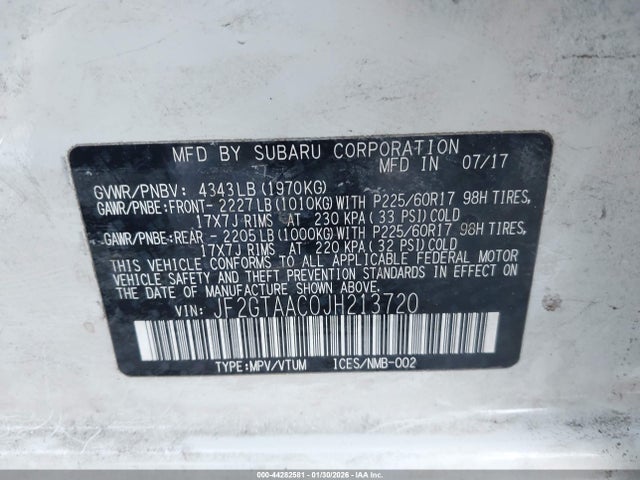 MFD BY SUBARU CORPORATION
MFD IN 07/17
GVWR/PNBV: 4343LB(1970KG)
GAWR/PNBE:FRONT- 2227LB(1010KG)WITH P225/60R17 98H TIRES,
17X7J RIMS AT 230 KPA(33 PSI)COLD
GAWR/PNBE:REAR - 2205LB(1000KG)WITH P225/60R17 98H TIRES,
17X7J RIMS AT 220 KPA(32 PSI)COLD
THIS VEHICLE CONFORMS TO ALL APPLICABLE FEDERAL MOTOR
VEHICLE SAFETY AND THEFT PREVENTION STANDARDS IN EFFECT ON
THE DATE OF MANUFACTURE SHOWN ABOVE.
VIN: JF2GTAAC0JH213720
TYPE:MPV/VTUM ICES/NMB-002
000-44282581 - 01/30/2026 - IAAI.com